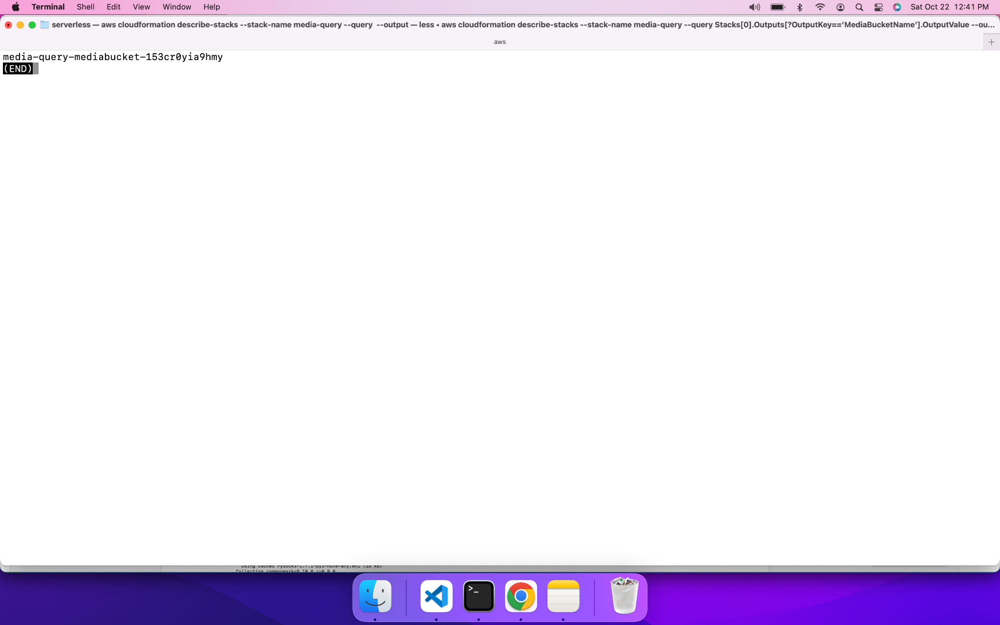 Terminal Shell Edit View Window Help Sat Oct 22 12:41 PM
serverless — aws cloudformation describe-stacks --stack-name media-query --query --output — less ◂ aws cloudformation describe-stacks --stack-name media-query --query Stacks[0].Outputs[?OutputKey=='MediaBucketName'].OutputValue --ou...
aws
media-query-mediabucket-153cr0yia9hmy
(END)
Using cached PySocks-1.7.1-py3-none-any.whl (16 kB)
Collecting commonmark<0.10.0,>=0.9.0
>_